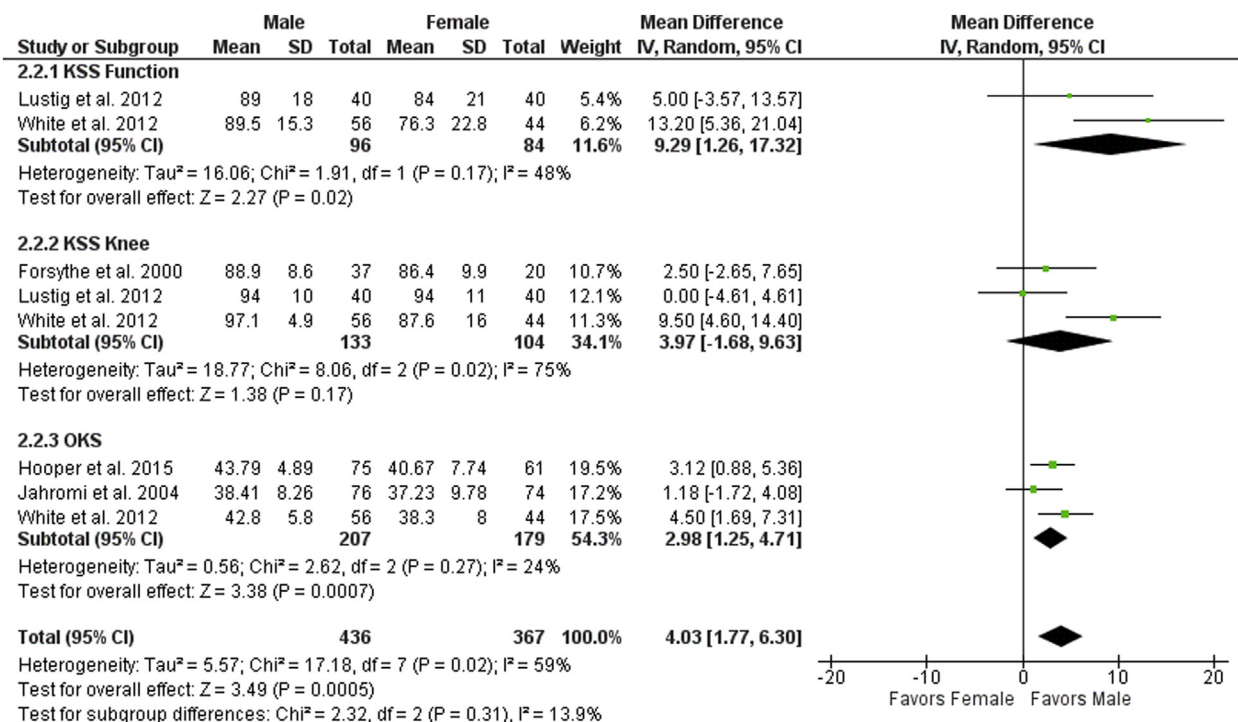 Male Female Mean Difference Mean Difference
Study or Subgroup Mean SD Total Mean SD Total Weight IV, Random, 95% CI IV, Random, 95% CI
2.2.1 KSS Function
Lustig et al. 2012 89 18 40 84 21 40 5.4% 5.00 [-3.57, 13.57]
White et al. 2012 89.5 15.3 56 76.3 22.8 44 6.2% 13.20 [5.36, 21.04]
Subtotal (95% CI) 96 84 11.6% 9.29 [1.26, 17.32]
Heterogeneity: Tau² = 16.06; Chi² = 1.91, df = 1 (P = 0.17); I² = 48%
Test for overall effect: Z = 2.27 (P = 0.02)
2.2.2 KSS Knee
Forsythe et al. 2000 88.9 8.6 37 86.4 9.9 20 10.7% 2.50 [-2.65, 7.65]
Lustig et al. 2012 94 10 40 94 11 40 12.1% 0.00 [-4.61, 4.61]
White et al. 2012 97.1 4.9 56 87.6 16 44 11.3% 9.50 [4.60, 14.40]
Subtotal (95% CI) 133 104 34.1% 3.97 [-1.68, 9.63]
Heterogeneity: Tau² = 18.77; Chi² = 8.06, df = 2 (P = 0.02); I² = 75%
Test for overall effect: Z = 1.38 (P = 0.17)
2.2.3 OKS
Hooper et al. 2015 43.79 4.89 75 40.67 7.74 61 19.5% 3.12 [0.88, 5.36]
Jahromi et al. 2004 38.41 8.26 76 37.23 9.78 74 17.2% 1.18 [-1.72, 4.08]
White et al. 2012 42.8 5.8 56 38.3 8 44 17.5% 4.50 [1.69, 7.31]
Subtotal (95% CI) 207 179 54.3% 2.98 [1.25, 4.71]
Heterogeneity: Tau² = 0.56; Chi² = 2.62, df = 2 (P = 0.27); I² = 24%
Test for overall effect: Z = 3.38 (P = 0.0007)
Total (95% CI) 436 367 100.0% 4.03 [1.77, 6.30]
Heterogeneity: Tau² = 5.57; Chi² = 17.18, df = 7 (P = 0.02); I² = 59%
Test for overall effect: Z = 3.49 (P = 0.0005)
Test for subgroup differences: Chi² = 2.32, df = 2 (P = 0.31), I² = 13.9%
-20 -10 0 10 20
Favors Female Favors Male